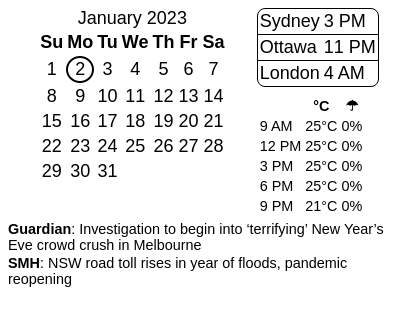 January 2023
Su Mo Tu We Th Fr Sa
1 2 3 4 5 6 7
8 9 10 11 12 13 14
15 16 17 18 19 20 21
22 23 24 25 26 27 28
29 30 31
Sydney 3 PM
Ottawa 11 PM
London 4 AM
°C ☂
9 AM 25°C 0%
12 PM 25°C 0%
3 PM 25°C 0%
6 PM 25°C 0%
9 PM 21°C 0%
Guardian: Investigation to begin into ‘terrifying’ New Year’s
Eve crowd crush in Melbourne
SMH: NSW road toll rises in year of floods, pandemic
reopening